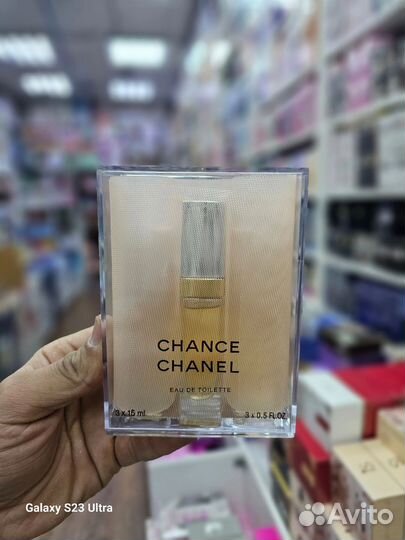 CHANCE
CHANEL
EAU DE TOILETTE
3 x 15 ml
3 x 0.5 FL.OZ
Galaxy S23 Ultra
Avito